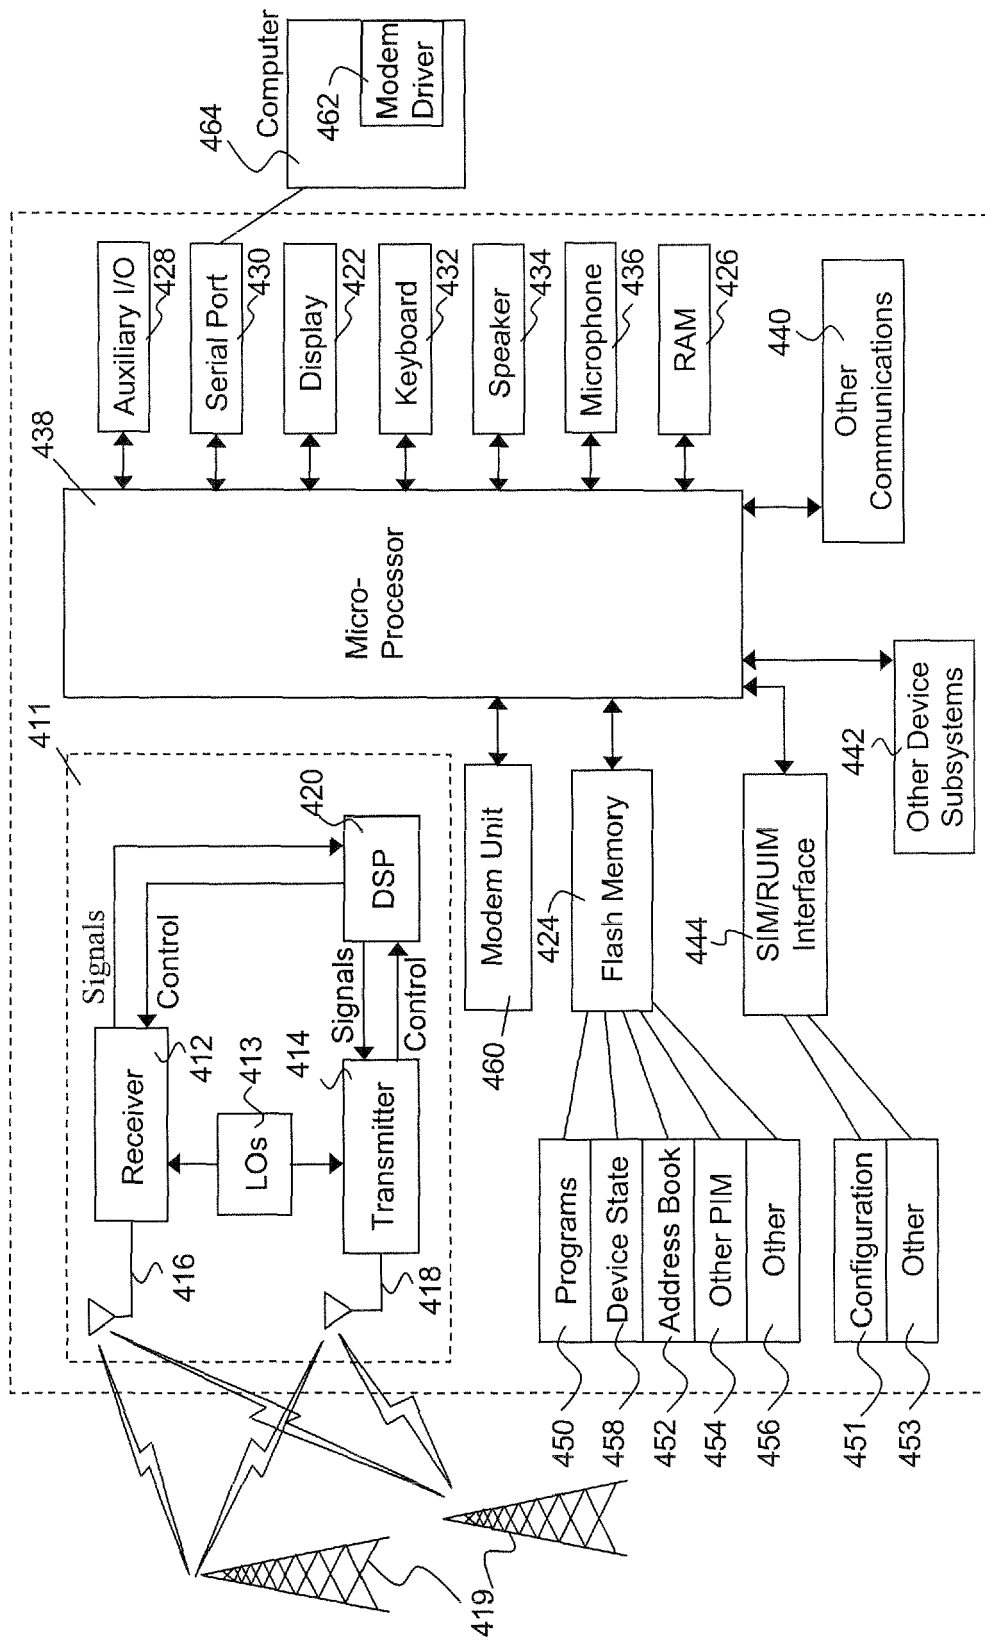 411
438
464
Computer
462
Modem
Driver
Signals
Control
Receiver
412
416
LOs
413
414
Transmitter
418
Signals
Control
420
DSP
Micro-
Processor
Auxiliary I/O
428
Serial Port
430
Display
422
Keyboard
432
Speaker
434
Microphone
436
RAM
426
440
Other
Communications
419
Modem Unit
460
424
Flash Memory
444
SIM/RUIM
Interface
442
Other Device
Subsystems
450
Programs
458
Device State
452
Address Book
454
Other PIM
456
Other
451
Configuration
453
Other